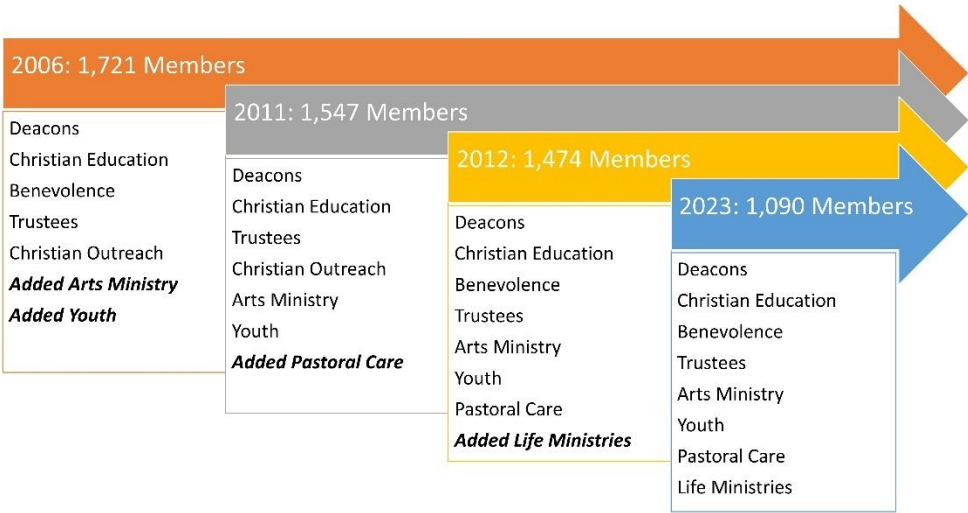 2006: 1,721 Members
Deacons
Christian Education
Benevolence
Trustees
Christian Outreach
Added Arts Ministry
Added Youth
2011: 1,547 Members
Deacons
Christian Education
Trustees
Christian Outreach
Arts Ministry
Youth
Added Pastoral Care
2012: 1,474 Members
Deacons
Christian Education
Benevolence
Trustees
Arts Ministry
Youth
Pastoral Care
Added Life Ministries
2023: 1,090 Members
Deacons
Christian Education
Benevolence
Trustees
Arts Ministry
Youth
Pastoral Care
Life Ministries